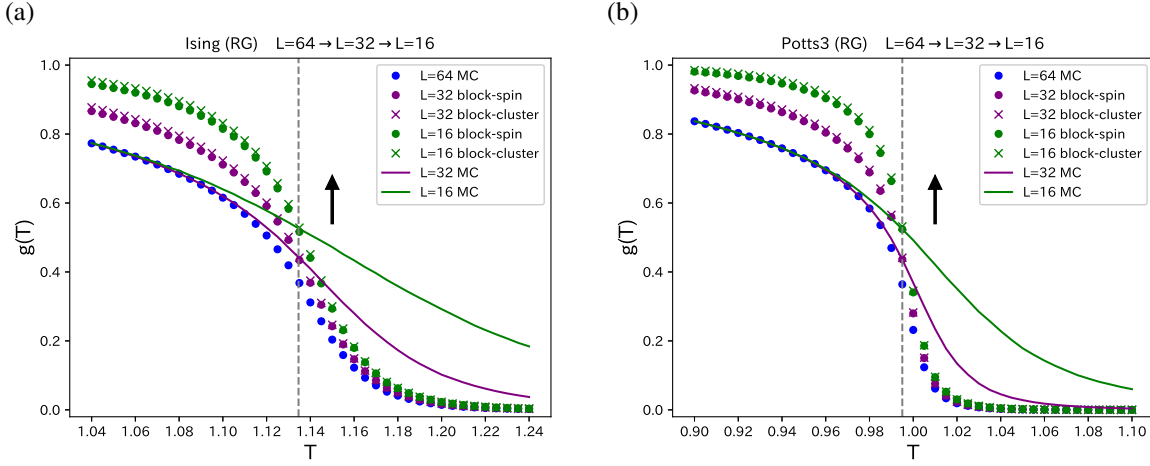 (a)
Ising (RG) L=64→L=32→L=16
g(T)
1.0
0.8
0.6
0.4
0.2
0.0
L=64 MC
L=32 block-spin
L=32 block-cluster
L=16 block-spin
L=16 block-cluster
L=32 MC
L=16 MC
1.04 1.06 1.08 1.10 1.12 1.14 1.16 1.18 1.20 1.22 1.24
T
(b)
Potts3 (RG) L=64→L=32→L=16
g(T)
1.0
0.8
0.6
0.4
0.2
0.0
L=64 MC
L=32 block-spin
L=32 block-cluster
L=16 block-spin
L=16 block-cluster
L=32 MC
L=16 MC
0.90 0.92 0.94 0.96 0.98 1.00 1.02 1.04 1.06 1.08 1.10
T